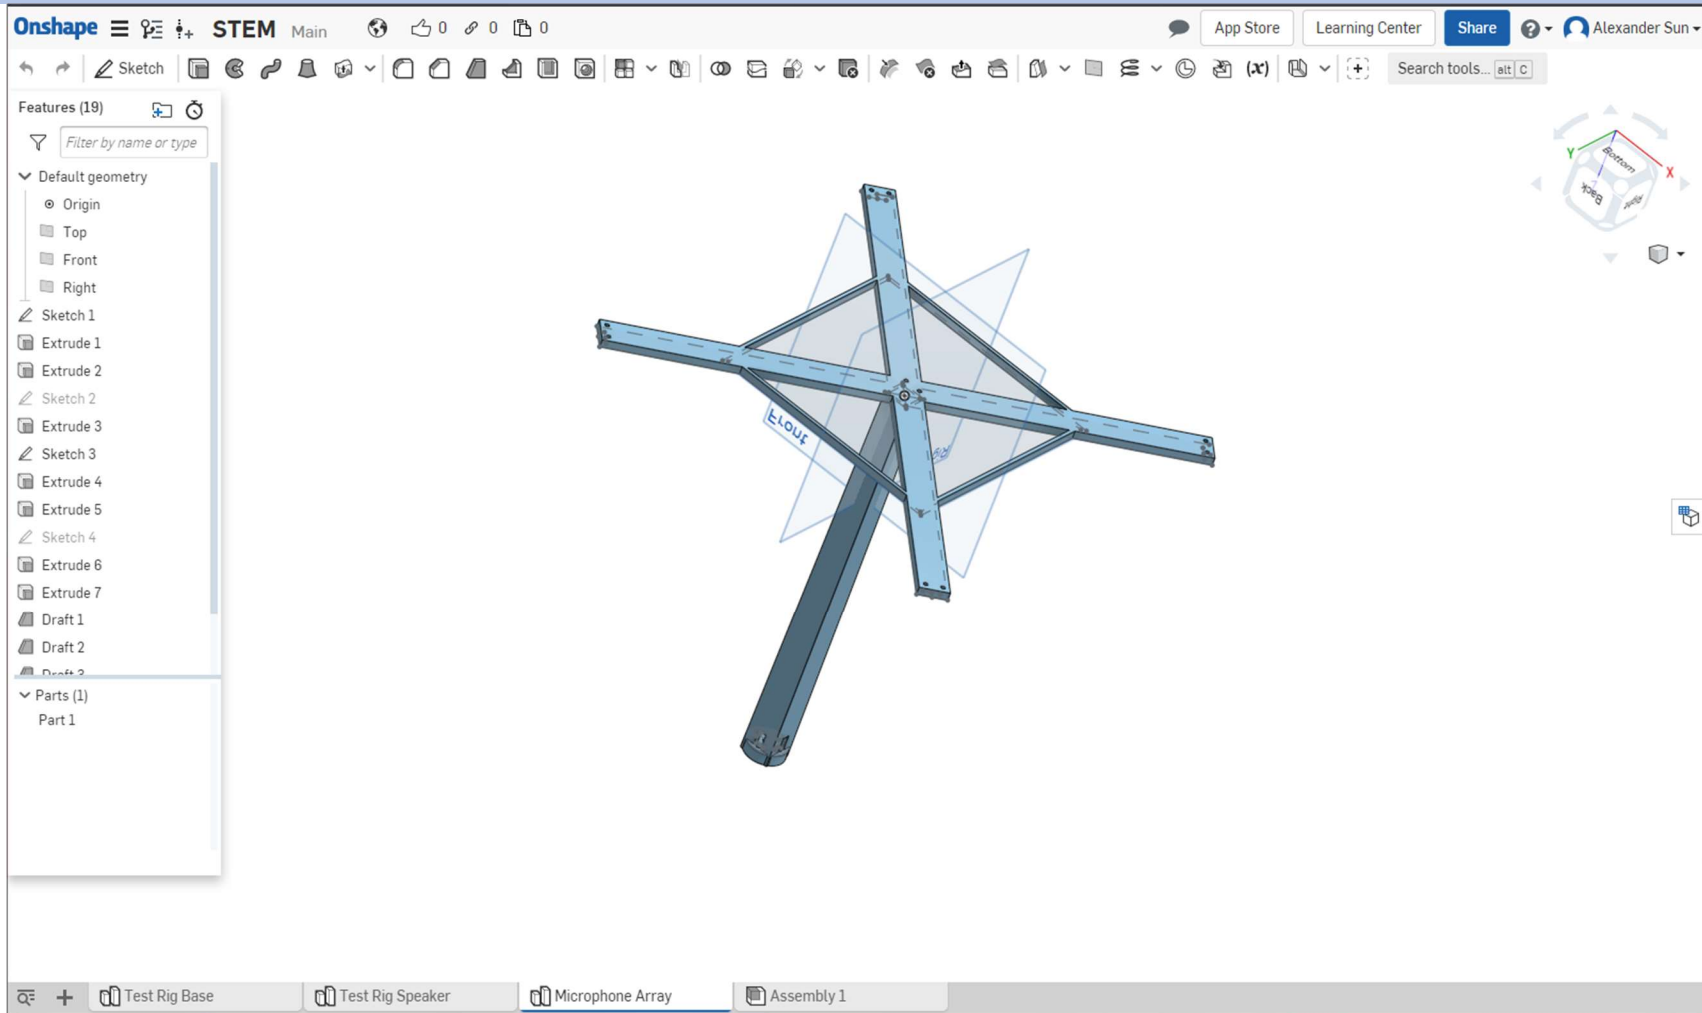 Onshape STEM Main 0 0 0 App Store Learning Center Share Alexander Sun
Sketch (x) Search tools... alt C
Features (19)
Filter by name or type
Default geometry
Origin
Top
Front
Right
Sketch 1
Extrude 1
Extrude 2
Sketch 2
Extrude 3
Sketch 3
Extrude 4
Extrude 5
Sketch 4
Extrude 6
Extrude 7
Draft 1
Draft 2
Draft 3
Parts (1)
Part 1
Front
Bottom
Back
Right
Y
X
Test Rig Base Test Rig Speaker Microphone Array Assembly 1